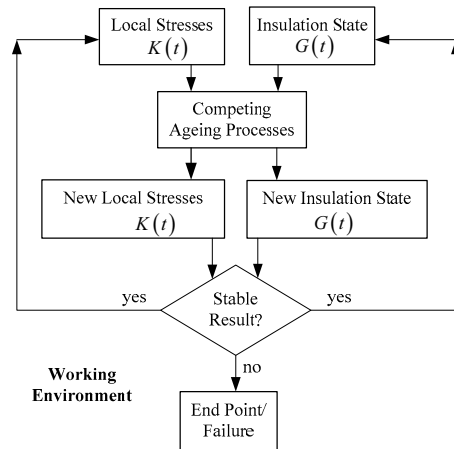 Local Stresses
K(t)
Insulation State
G(t)
Competing
Ageing Processes
New Local Stresses
K(t)
New Insulation State
G(t)
yes
Stable
Result?
yes
no
Working
Environment
End Point/
Failure